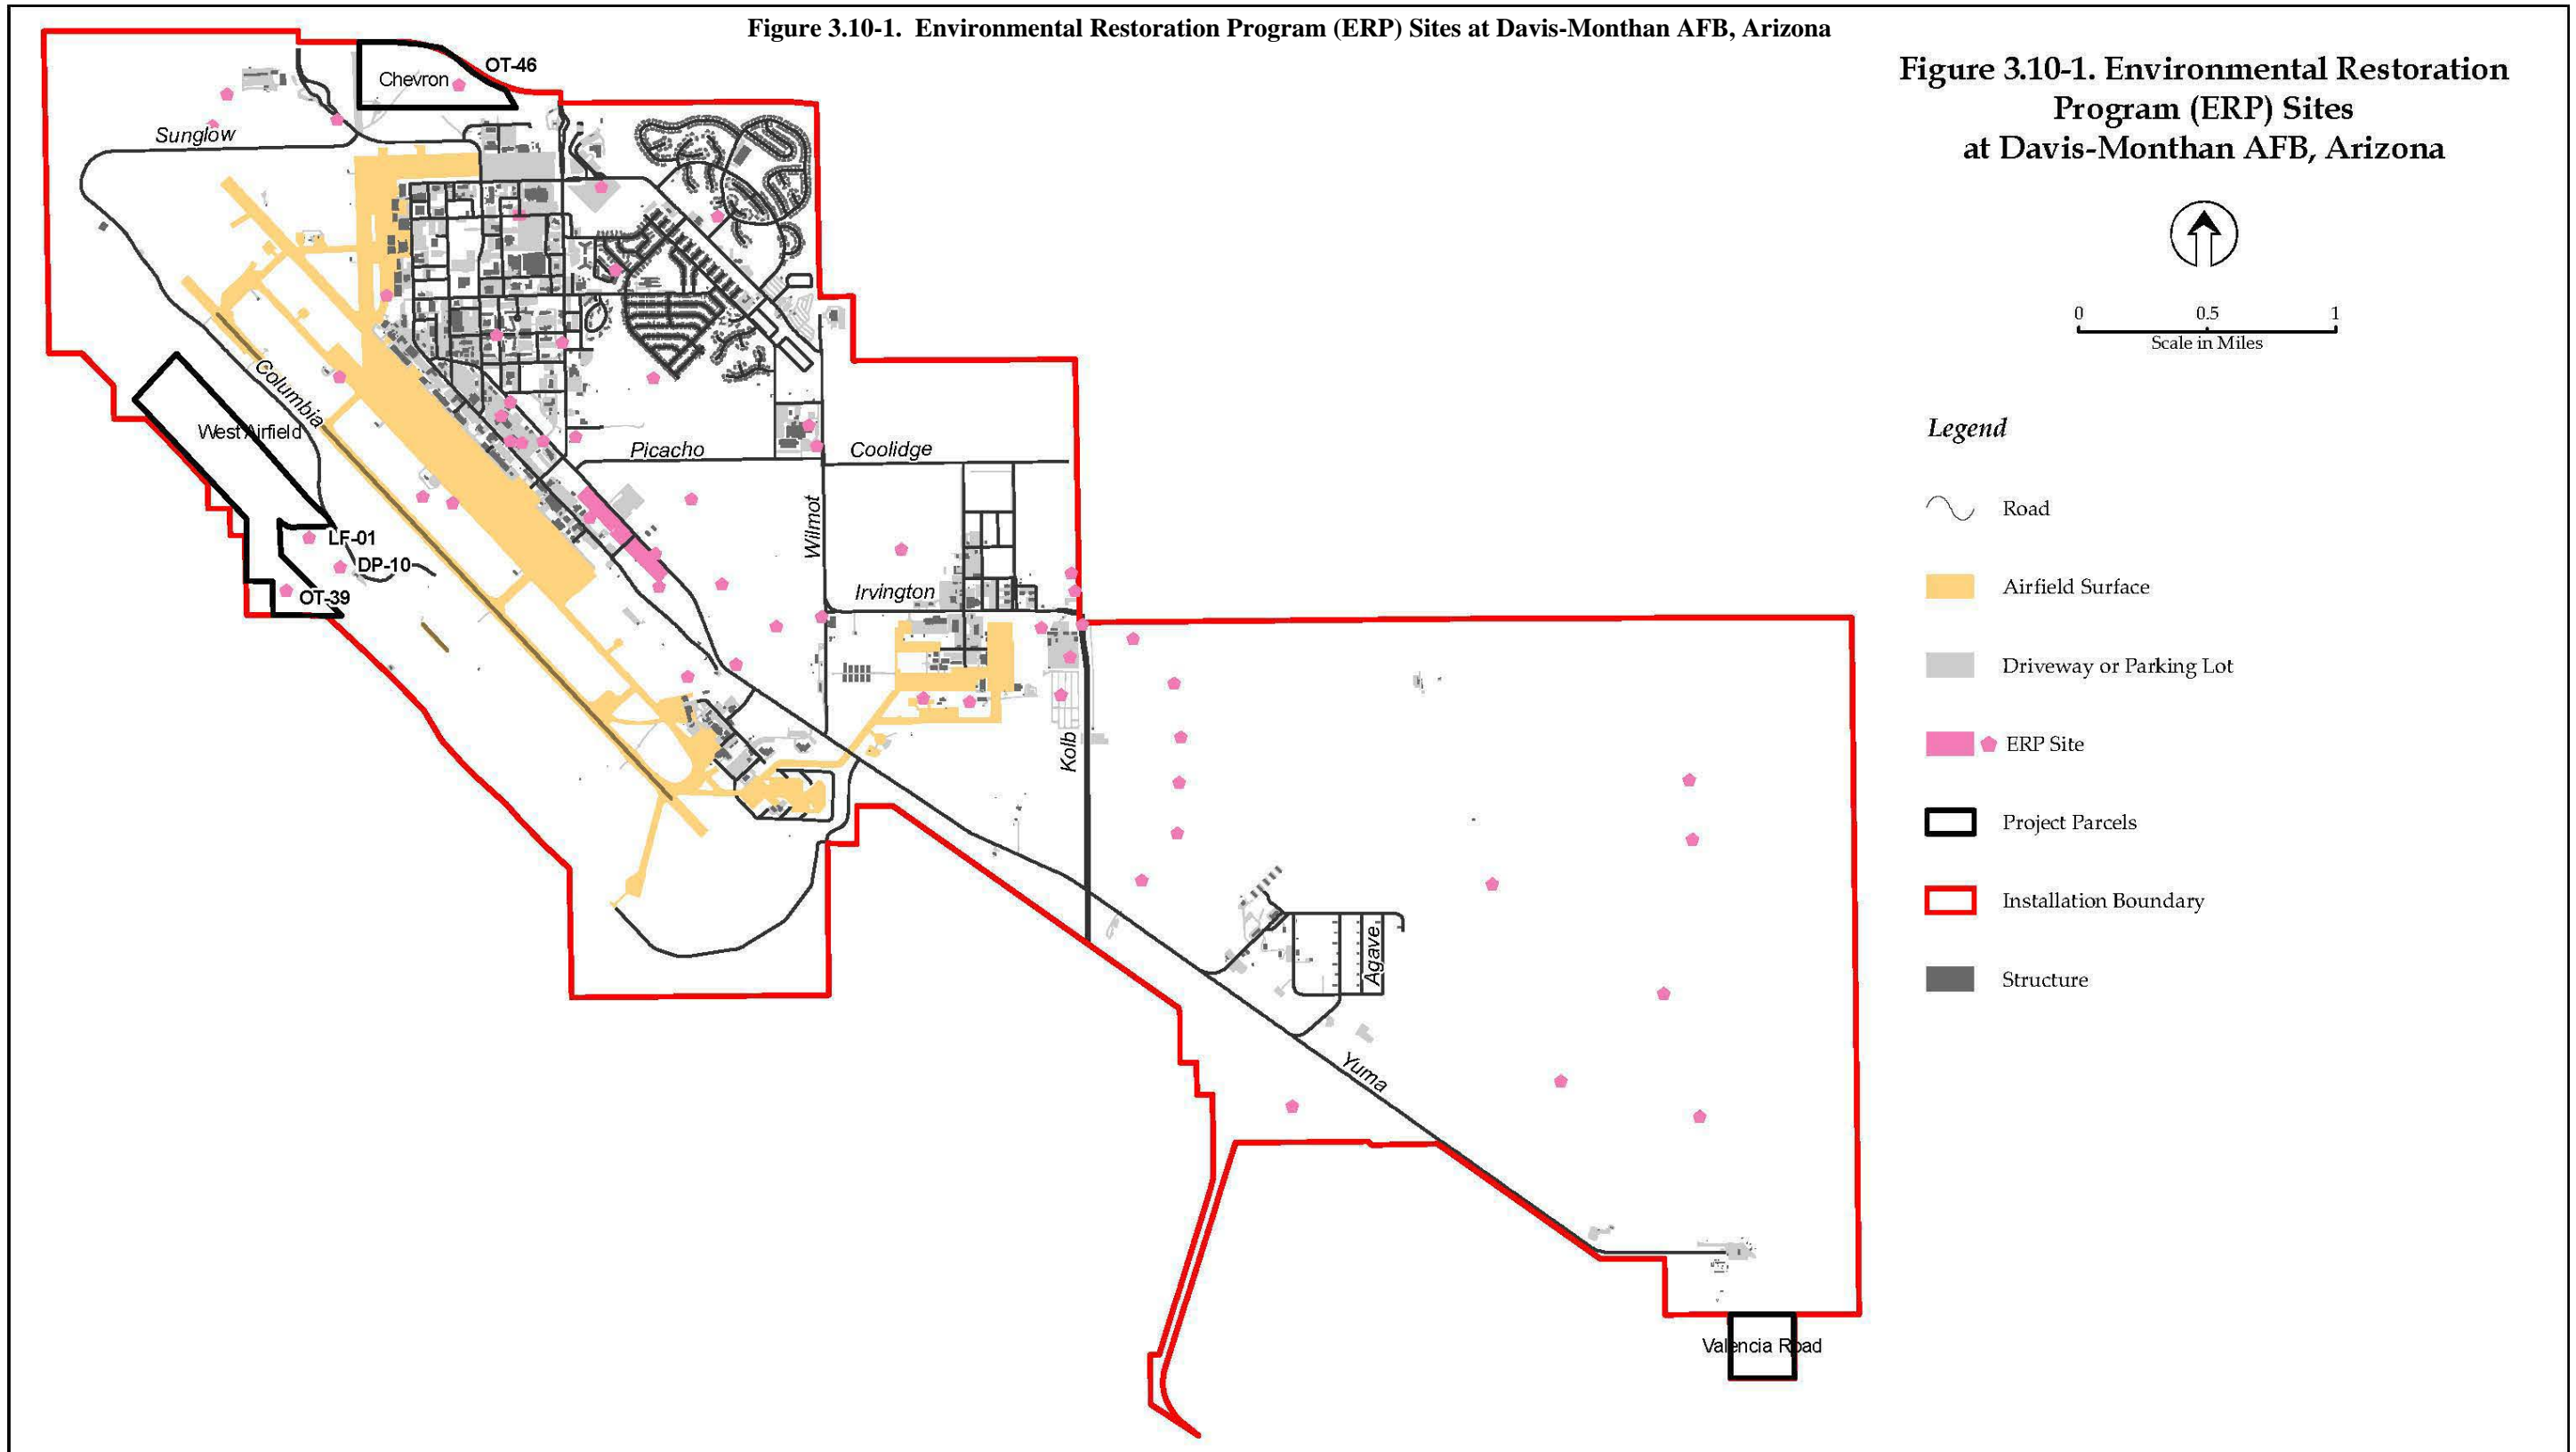 Figure 3.10-1. Environmental Restoration Program (ERP) Sites at Davis-Monthan AFB, Arizona
Figure 3.10-1. Environmental Restoration
Program (ERP) Sites
at Davis-Monthan AFB, Arizona
0 0.5 1
Scale in Miles
Legend
Road
Airfield Surface
Driveway or Parking Lot
ERP Site
Project Parcels
Installation Boundary
Structure
OT-46
Chevron
Sunglow
Columbia
West Airfield
Picacho
Coolidge
Wilmot
LF-01
DP-10
OT-39
Irvington
Kolb
Agave
Yuma
Valencia Road